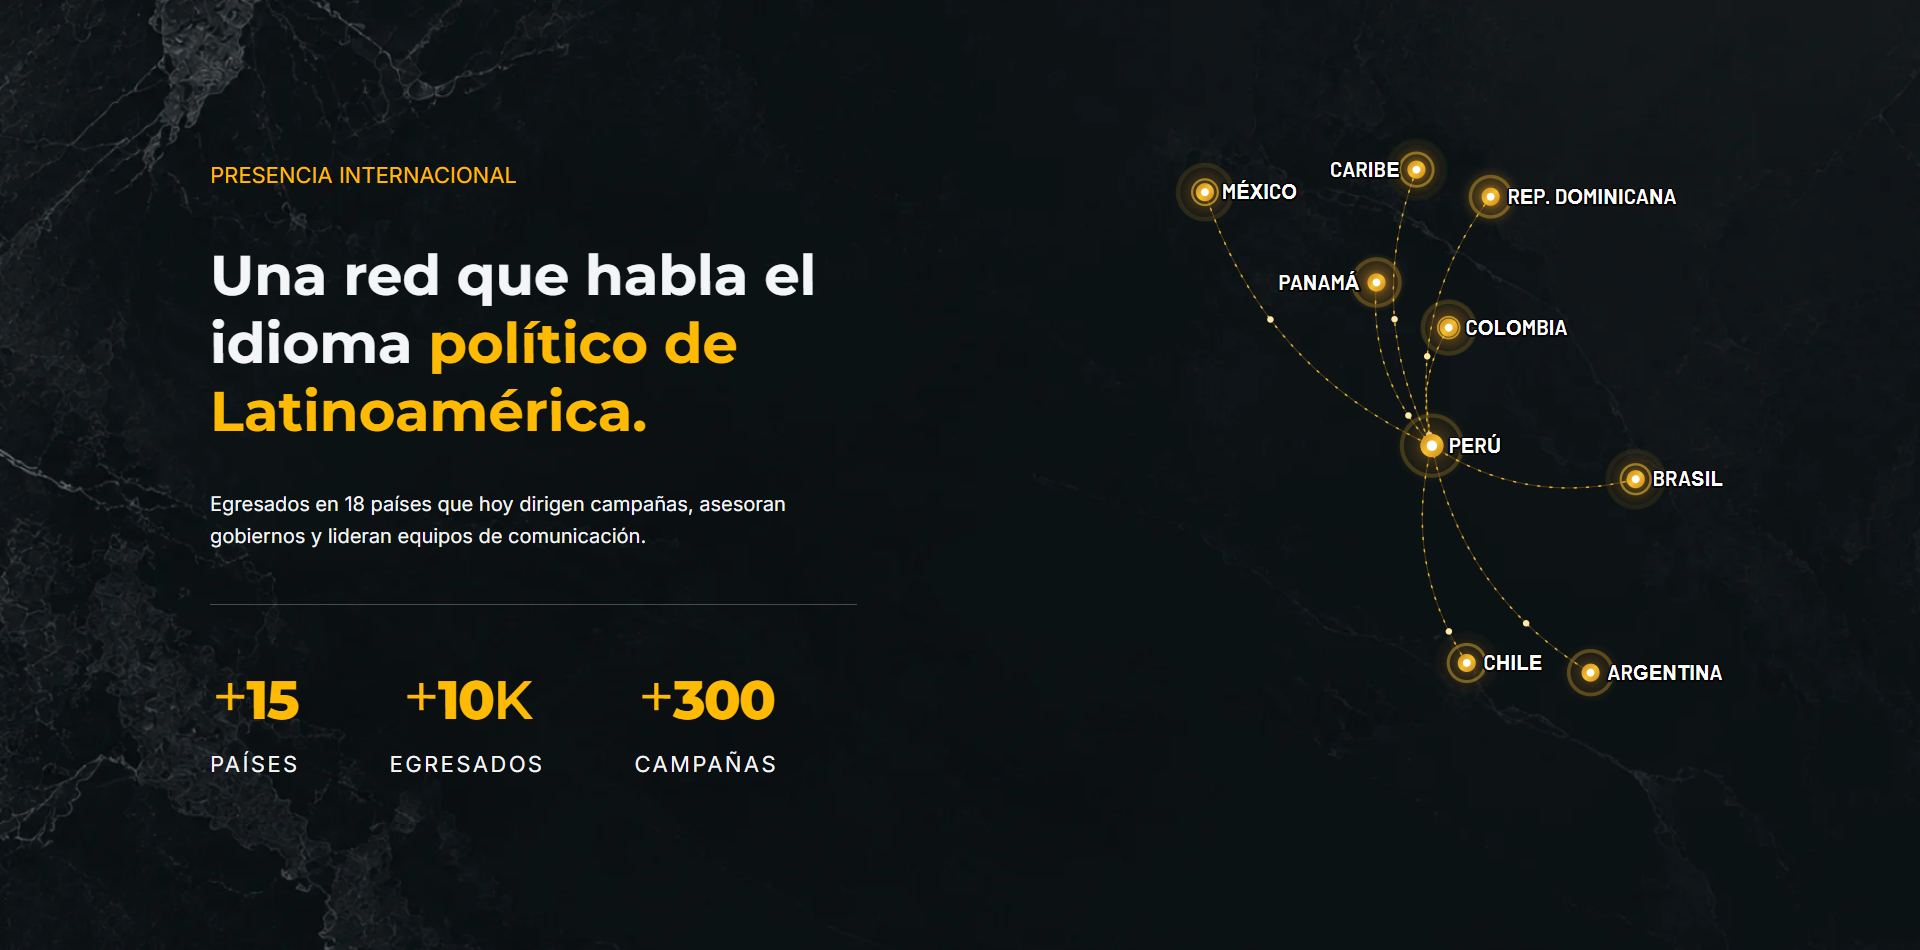 PRESENCIA INTERNACIONAL
Una red que habla el
idioma político de
Latinoamérica.
Egresados en 18 países que hoy dirigen campañas, asesoran
gobiernos y lideran equipos de comunicación.
+15
PAÍSES
+10K
EGRESADOS
+300
CAMPAÑAS
MÉXICO
CARIBE
REP. DOMINICANA
PANAMÁ
COLOMBIA
PERÚ
BRASIL
CHILE
ARGENTINA